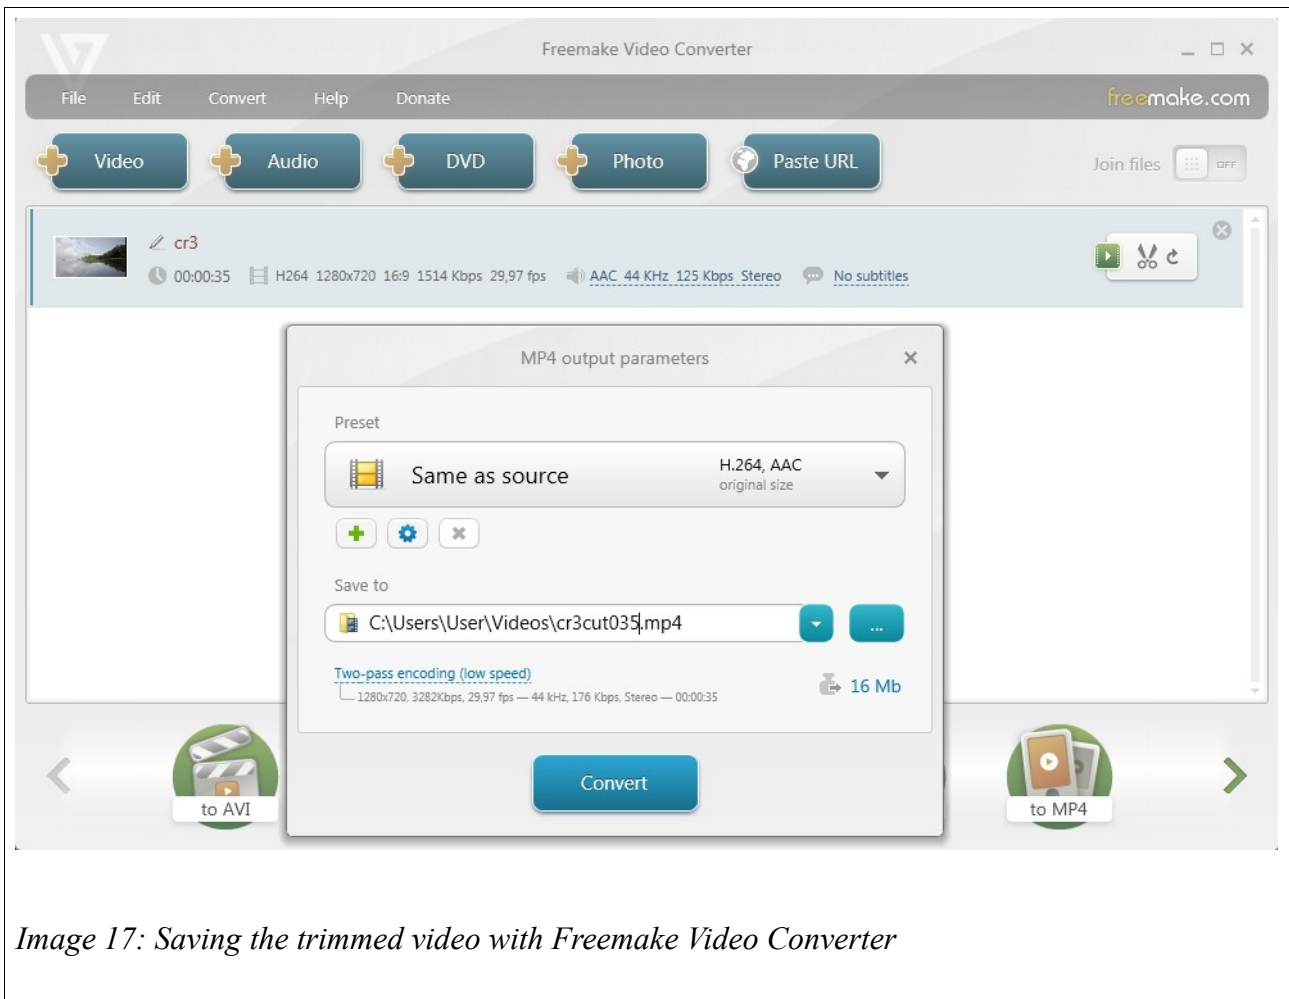 Freemake Video Converter
File Edit Convert Help Donate freemake.com
Video Audio DVD Photo Paste URL Join files OFF
cr3
00:00:35 H264 1280x720 16:9 1514 Kbps 29,97 fps AAC 44 KHz 125 Kbps Stereo No subtitles
MP4 output parameters
Preset
Same as source H.264, AAC
original size
Save to
C:\Users\User\Videos\cr3cut035.mp4 ...
Two-pass encoding (low speed)
1280x720, 3282Kbps, 29,97 fps — 44 kHz, 176 Kbps, Stereo — 00:00:35
16 Mb
Convert
to AVI to MP4
Image 17: Saving the trimmed video with Freemake Video Converter